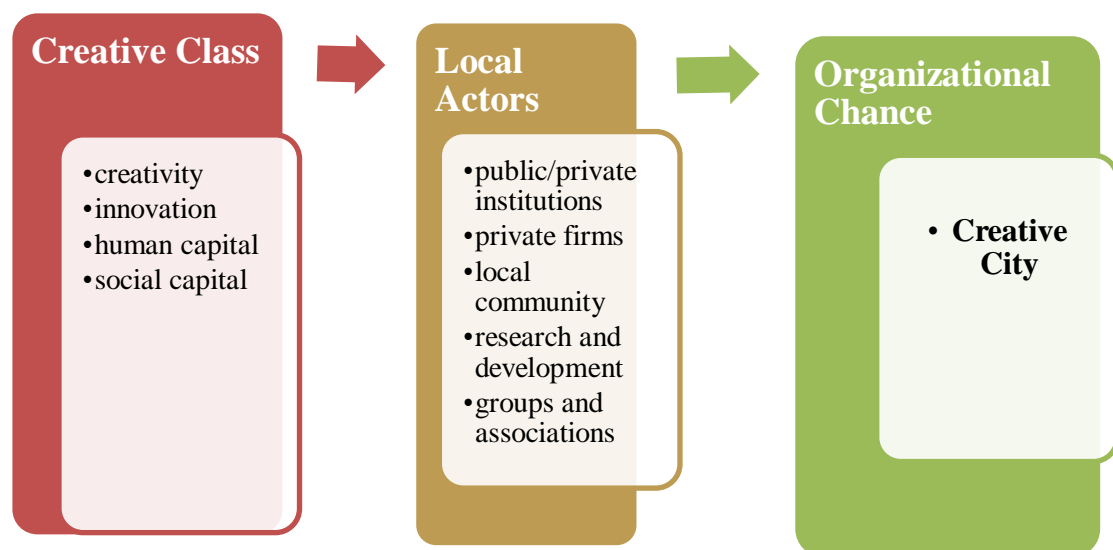 Creative Class
•creativity
•innovation
•human capital
•social capital
Local
Actors
•public/private
institutions
•private firms
•local
community
•research and
development
•groups and
associations
Organizational
Chance
• Creative
City